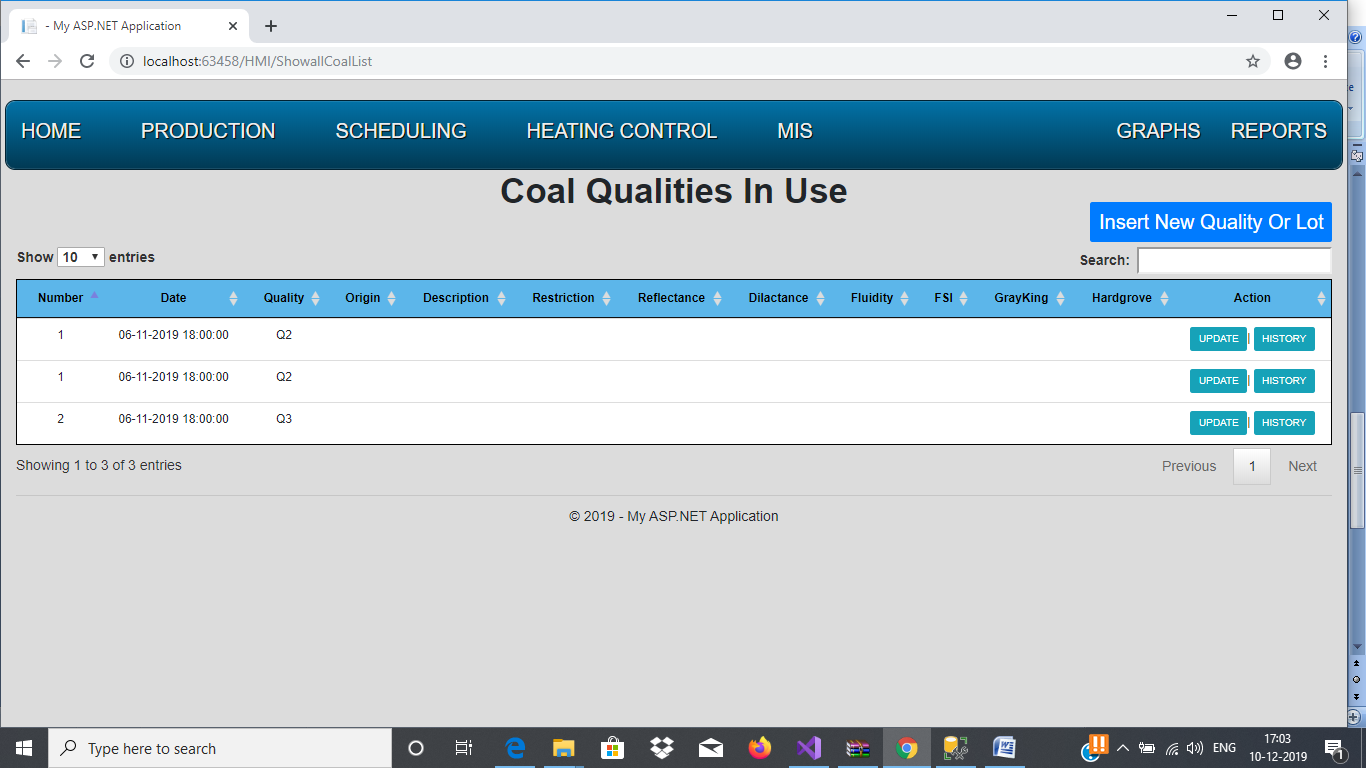 - My ASP.NET Application
localhost:63458/HMI/ShowallCoalList
HOME PRODUCTION SCHEDULING HEATING CONTROL MIS GRAPHS REPORTS
Coal Qualities In Use
Insert New Quality Or Lot
Show 10 entries Search:
Number Date Quality Origin Description Restriction Reflectance Dilactance Fluidity FSI GrayKing Hardgrove Action
1 06-11-2019 18:00:00 Q2 UPDATE | HISTORY
1 06-11-2019 18:00:00 Q2 UPDATE | HISTORY
2 06-11-2019 18:00:00 Q3 UPDATE | HISTORY
Showing 1 to 3 of 3 entries Previous 1 Next
© 2019 - My ASP.NET Application
Type here to search ENG 17:03
10-12-2019 1